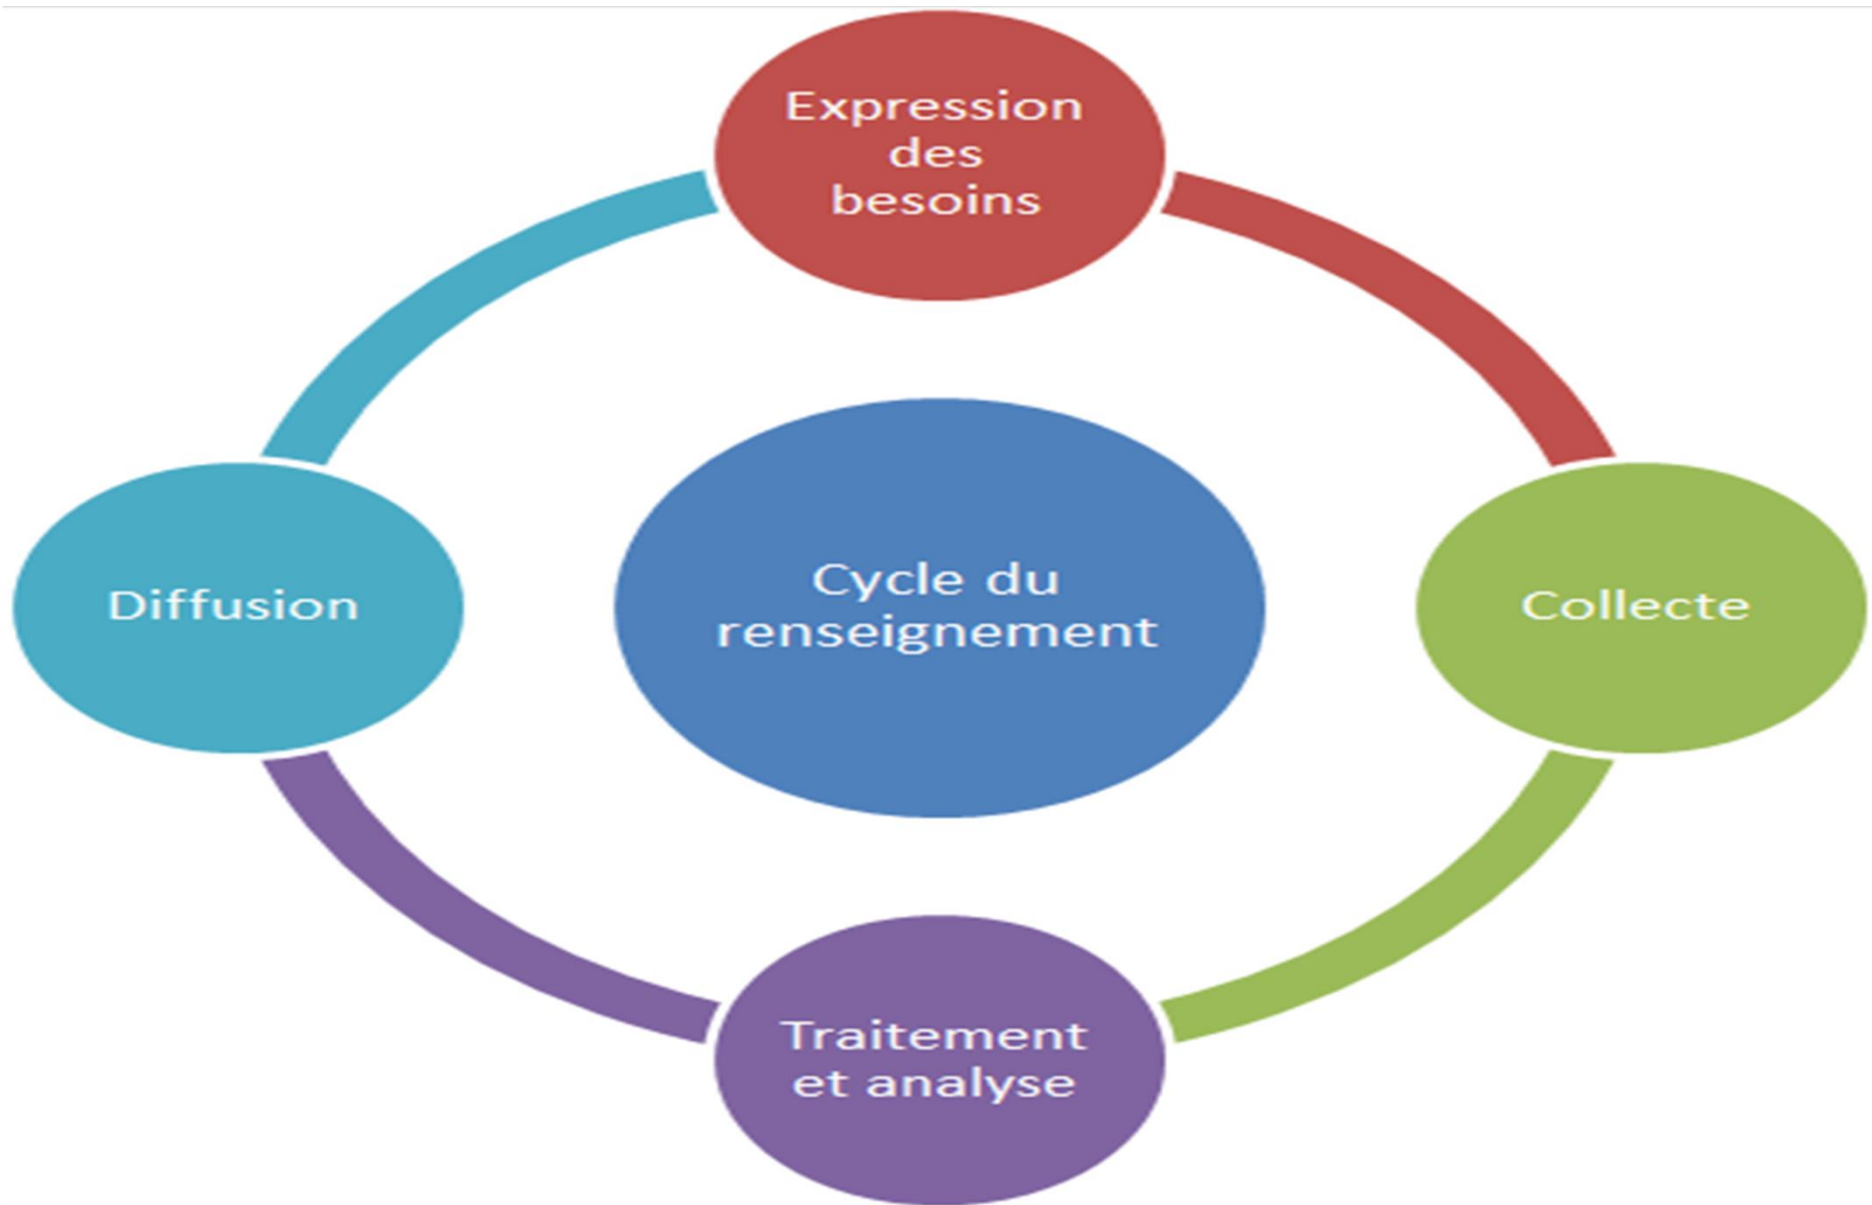 Expression
des
besoins
Diffusion
Cycle du
renseignement
Collecte
Traitement
et analyse